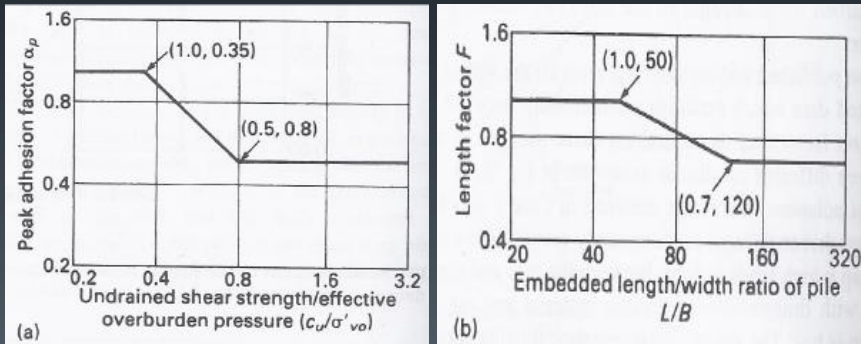 1.6
(1.0, 0.35)
0.8
(0.5, 0.8)
0.4
0.2
0.2 0.4 0.8 1.6 3.2
Peak adhesion factor αp
Undrained shear strength/effective
overburden pressure (cu/σ'vo)
(a)
1.6
(1.0, 50)
0.8
(0.7, 120)
0.4
20 40 80 160 320
Length factor F
Embedded length/width ratio of pile
L/B
(b)